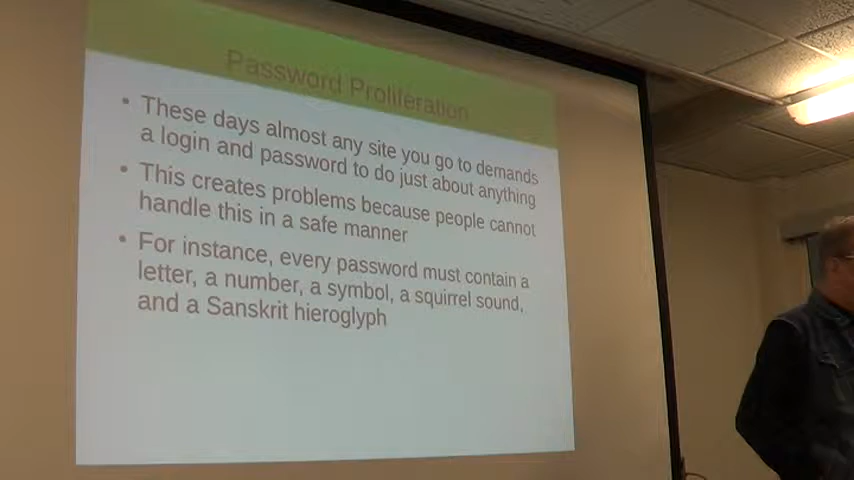 Password Proliferation
• These days almost any site you go to demands
a login and password to do just about anything
• This creates problems because people cannot
handle this in a safe manner
• For instance, every password must contain a
letter, a number, a symbol, a squirrel sound,
and a Sanskrit hieroglyph